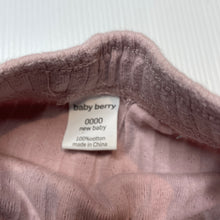 baby berry
0000
new baby
100%cotton
made in China